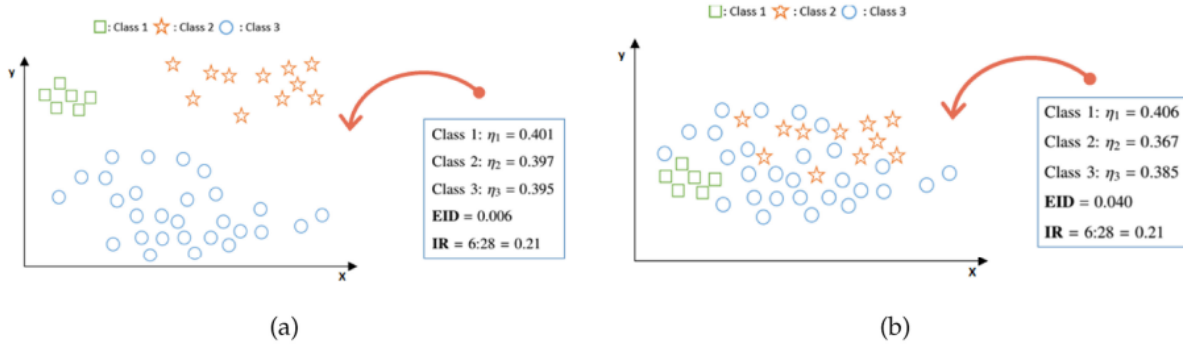 : Class 1 : Class 2 : Class 3
y
Class 1: η1 = 0.401
Class 2: η2 = 0.397
Class 3: η3 = 0.395
EID = 0.006
IR = 6:28 = 0.21
X
(a)
: Class 1 : Class 2 : Class 3
y
Class 1: η1 = 0.406
Class 2: η2 = 0.367
Class 3: η3 = 0.385
EID = 0.040
IR = 6:28 = 0.21
X
(b)